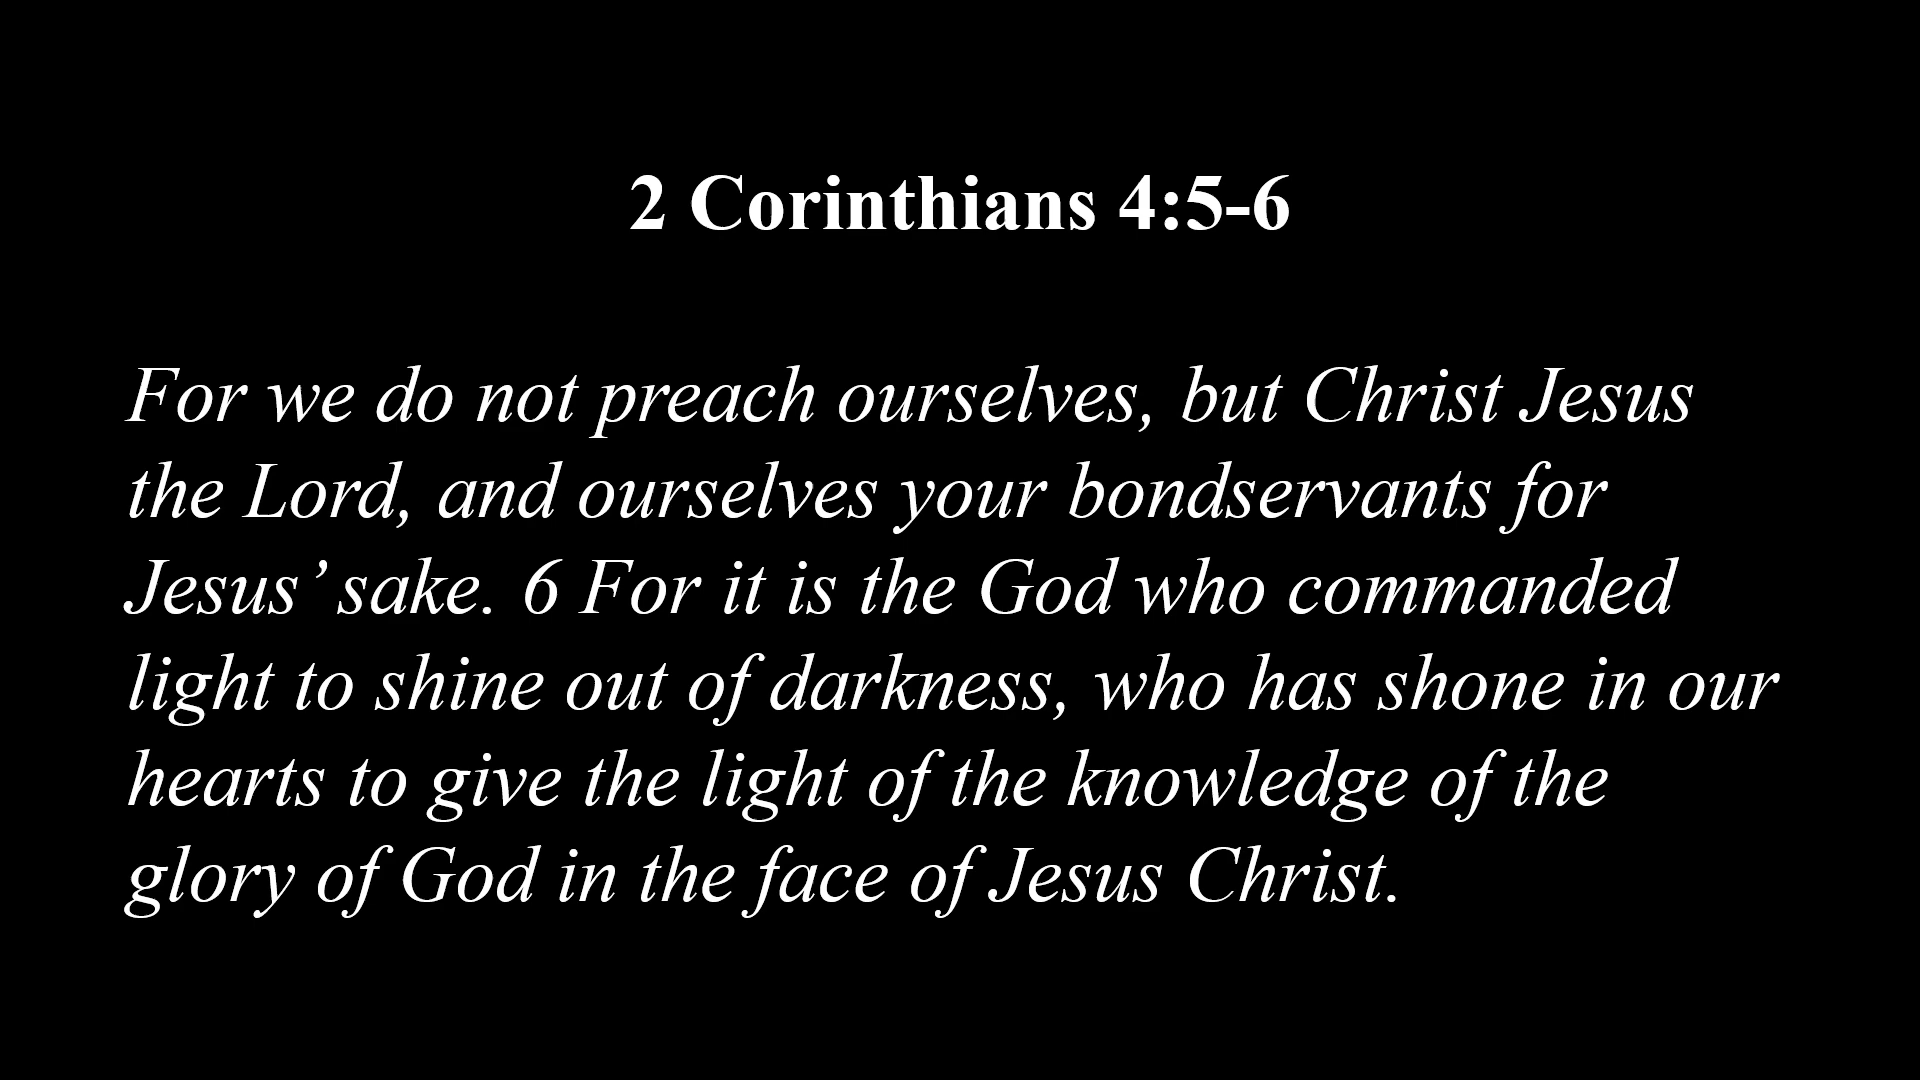 2 Corinthians 4:5-6
For we do not preach ourselves, but Christ Jesus
the Lord, and ourselves your bondservants for
Jesus’ sake. 6 For it is the God who commanded
light to shine out of darkness, who has shone in our
hearts to give the light of the knowledge of the
glory of God in the face of Jesus Christ.